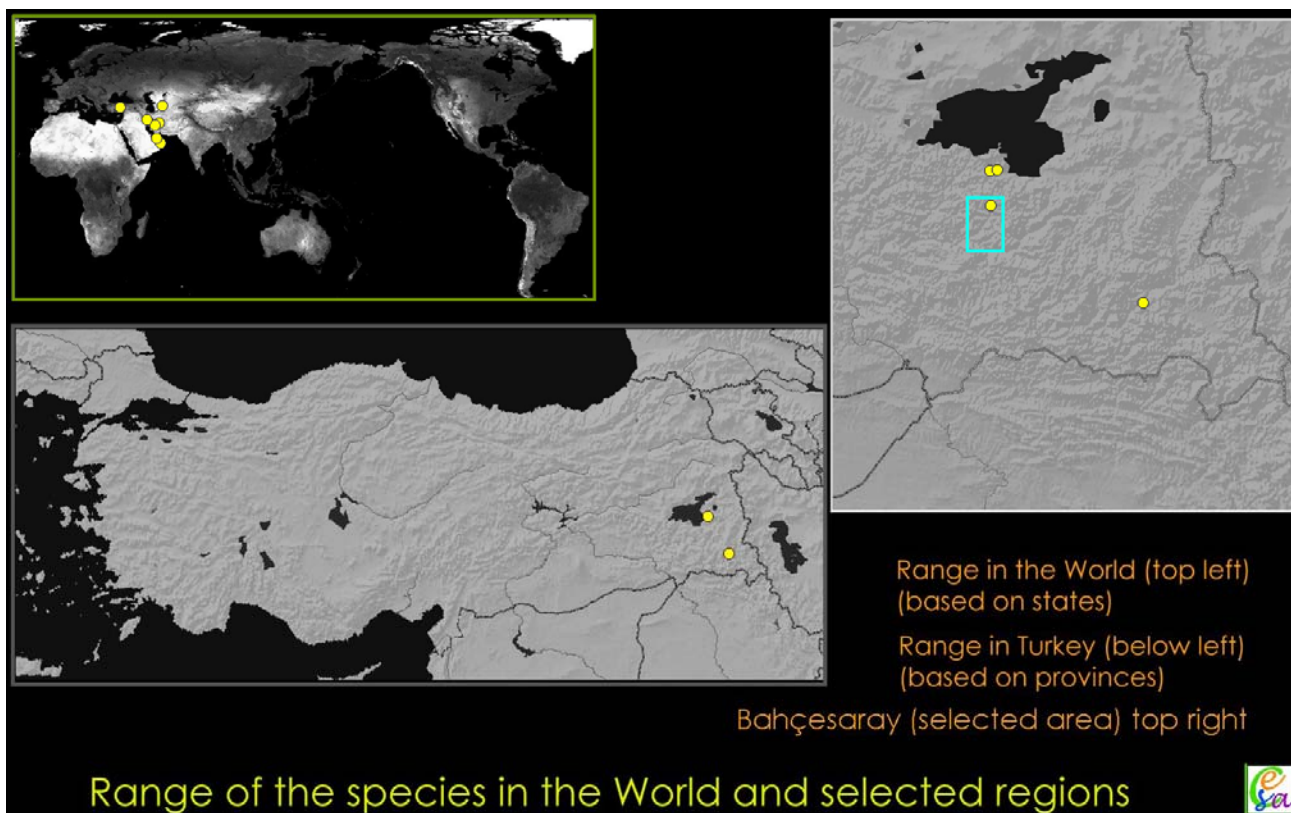 Range in the World (top left)
(based on states)
Range in Turkey (below left)
(based on provinces)
Bahçesaray (selected area) top right
Range of the species in the World and selected regions
esa